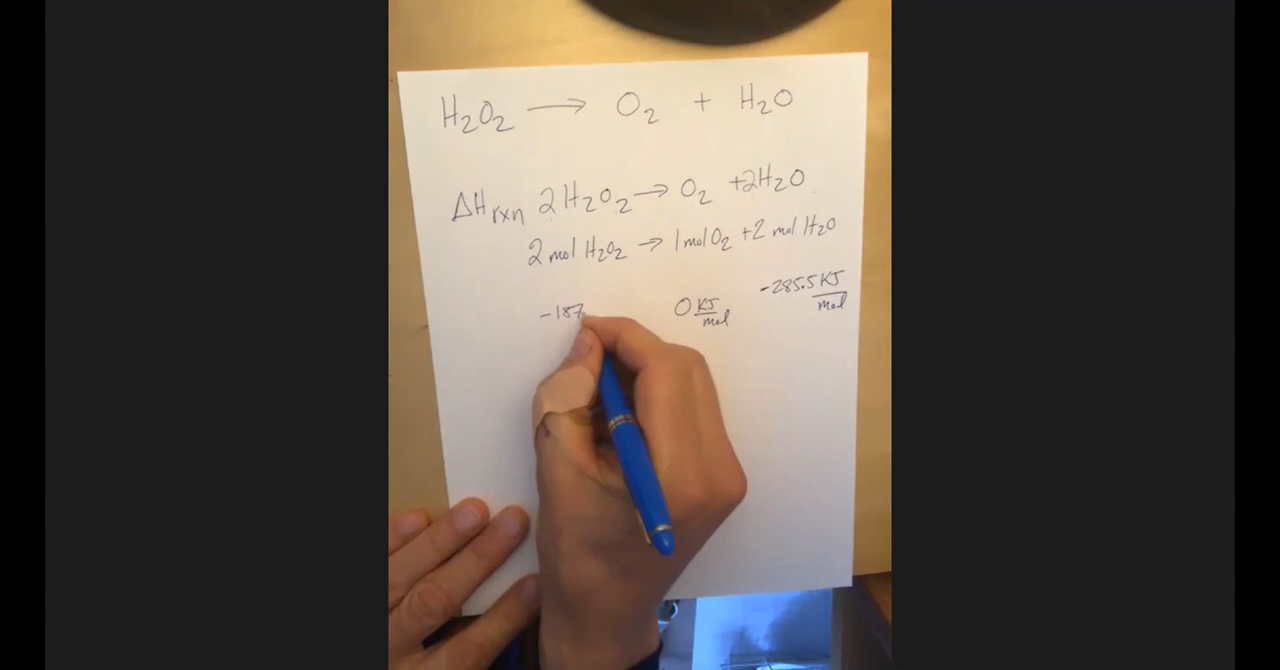 H₂O₂ → O₂ + H₂O
ΔHrxn 2H₂O₂ → O₂ + 2H₂O
2 mol H₂O₂ → 1 mol O₂ + 2 mol H₂O
-187 0 KJ/mol -285.5 KJ/mol